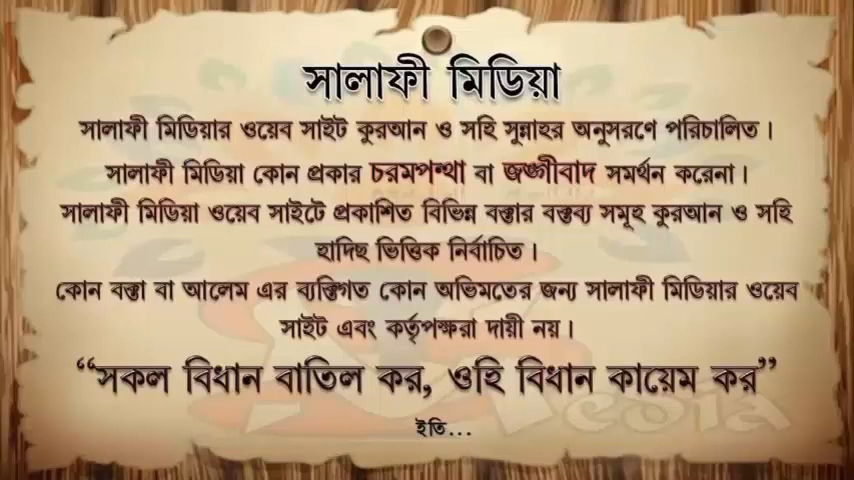 সালাফী মিডিয়া
সালাফী মিডিয়ার ওয়েব সাইট কুরআন ও সহি সুন্নাহর অনুসরণে পরিচালিত।
সালাফী মিডিয়া কোন প্রকার চরমপন্থা বা জঙ্গীবাদ সমর্থন করেনা।
সালাফী মিডিয়া ওয়েব সাইটে প্রকাশিত বিভিন্ন বক্তার বক্তব্য সমূহ কুরআন ও সহি
হাদিছ ভিত্তিক নির্বাচিত।
কোন বক্তা বা আলেম এর ব্যক্তিগত কোন অভিমতের জন্য সালাফী মিডিয়ার ওয়েব
সাইট এবং কর্তৃপক্ষরা দায়ী নয়।
“সকল বিধান বাতিল কর, ওহি বিধান কায়েম কর”
ইতি...